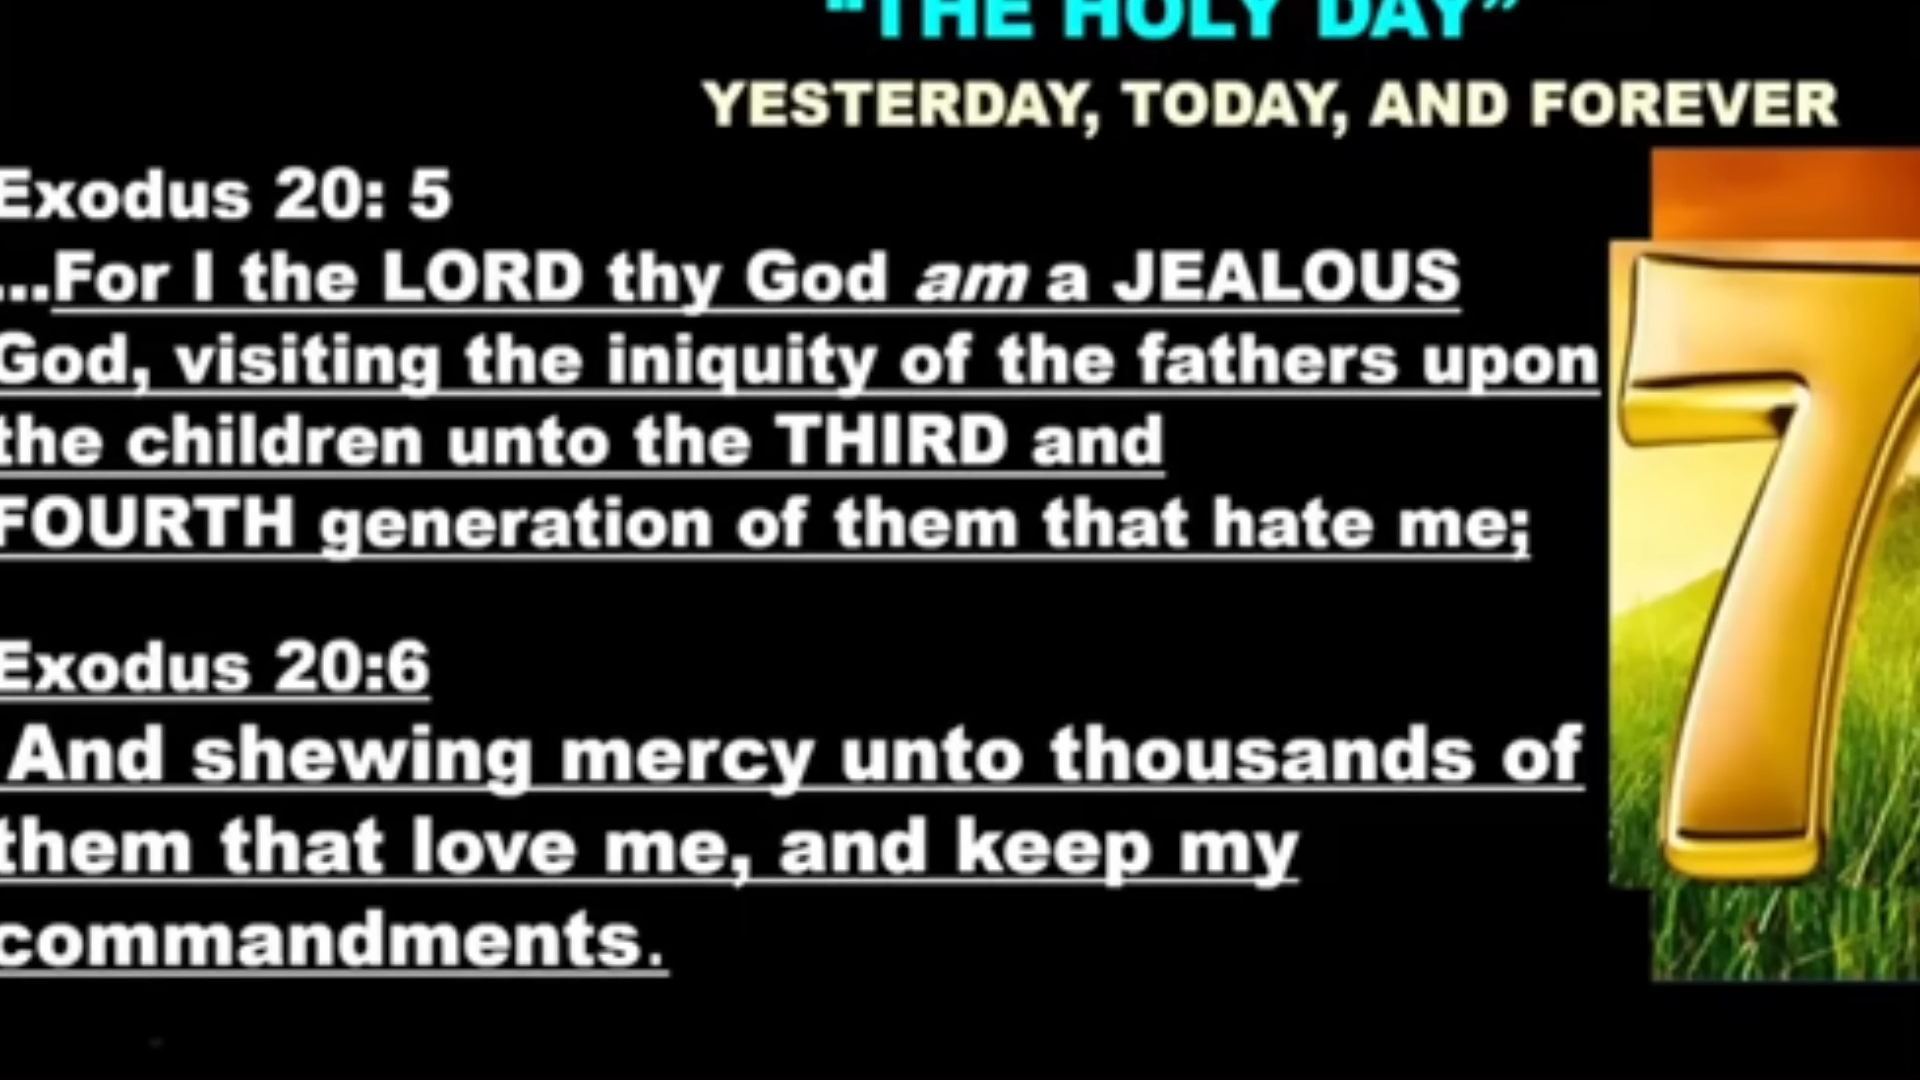 "THE HOLY DAY"
YESTERDAY, TODAY, AND FOREVER
Exodus 20: 5
...For I the LORD thy God am a JEALOUS
God, visiting the iniquity of the fathers upon
the children unto the THIRD and
FOURTH generation of them that hate me;
Exodus 20:6
And shewing mercy unto thousands of
them that love me, and keep my
commandments.
7